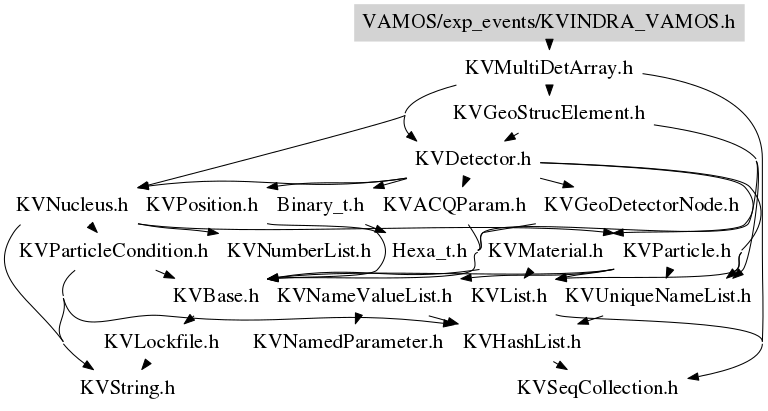 VAMOS/exp_events/KVINDRA_VAMOS.h
KVMultiDetArray.h
KVGeoStrucElement.h
KVDetector.h
KVNucleus.h KVPosition.h Binary_t.h KVACQParam.h KVGeoDetectorNode.h
KVParticleCondition.h KVNumberList.h Hexa_t.h KVMaterial.h KVParticle.h
KVBase.h KVNameValueList.h KVList.h KVUniqueNameList.h
KVLockfile.h KVNamedParameter.h KVHashList.h
KVString.h KVSeqCollection.h